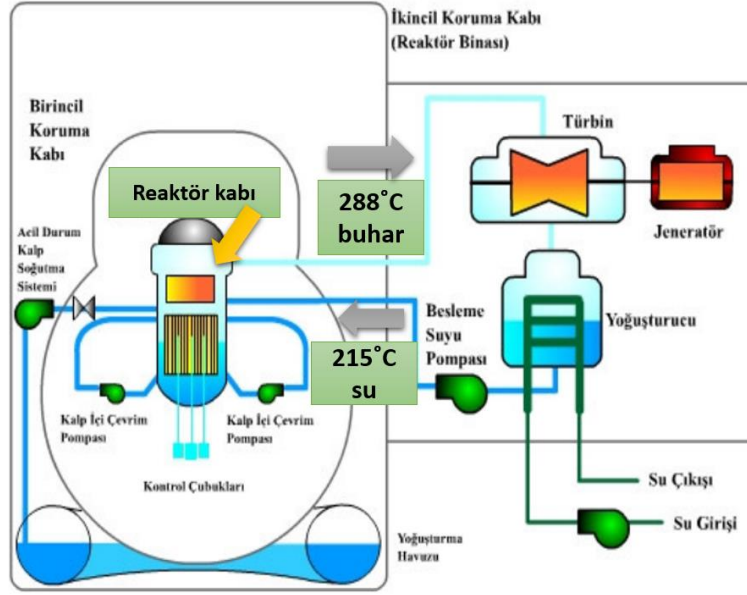 İkincil Koruma Kabı
(Reaktör Binası)
Birincil
Koruma
Kabı
Türbin
Reaktör kabı
288˚C
buhar
Jeneratör
Acil Durum
Kalp
Soğutma
Sistemi
Besleme
Suyu
Pompası
Yoğuşturucu
215˚C
su
Kalp İçi Çevrim
Pompası
Kalp İçi Çevrim
Pompası
Kontrol Çubukları
Su Çıkışı
Su Girişi
Yoğuşturma
Havuzu